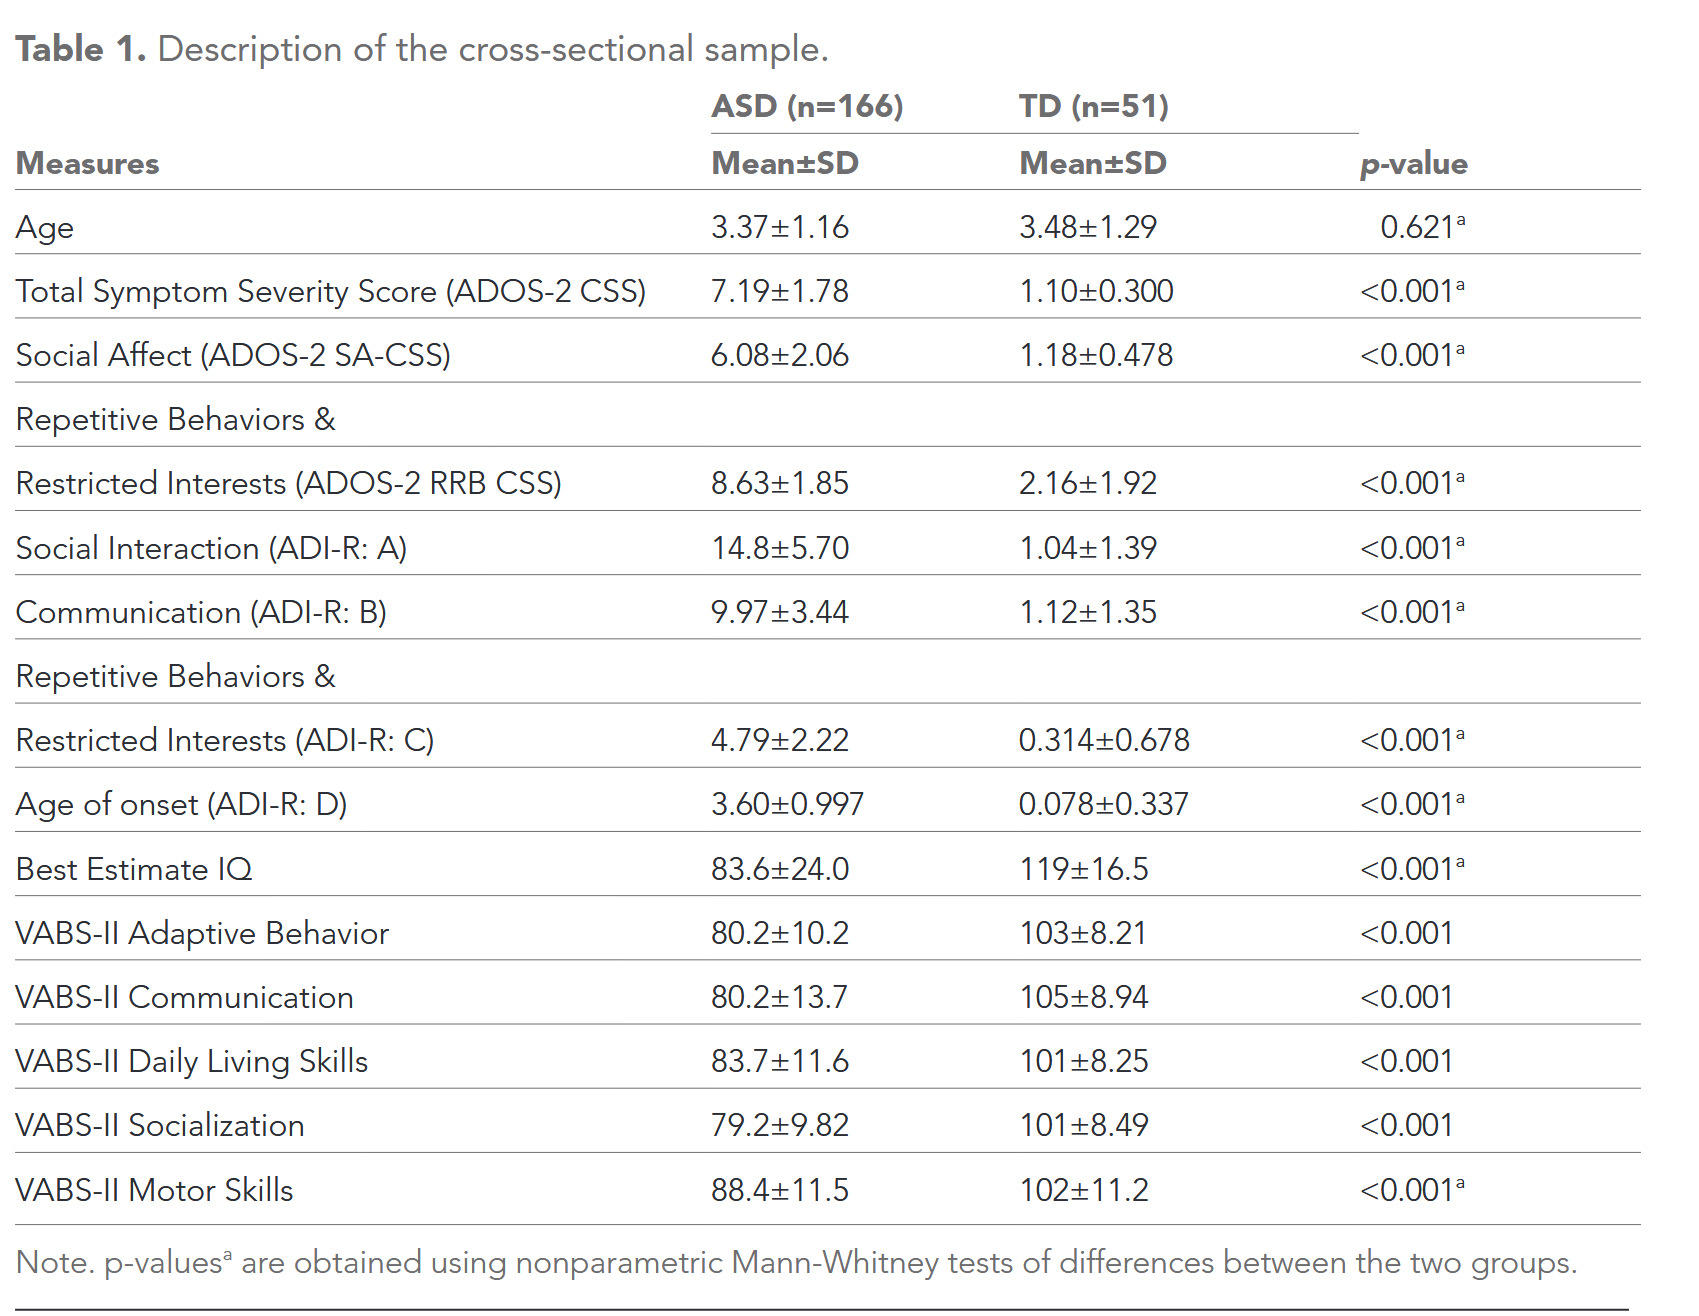 Table 1. Description of the cross-sectional sample.
ASD (n=166) TD (n=51)
Measures Mean±SD Mean±SD p-value
Age 3.37±1.16 3.48±1.29 0.621ᵃ
Total Symptom Severity Score (ADOS-2 CSS) 7.19±1.78 1.10±0.300 <0.001ᵃ
Social Affect (ADOS-2 SA-CSS) 6.08±2.06 1.18±0.478 <0.001ᵃ
Repetitive Behaviors &
Restricted Interests (ADOS-2 RRB CSS) 8.63±1.85 2.16±1.92 <0.001ᵃ
Social Interaction (ADI-R: A) 14.8±5.70 1.04±1.39 <0.001ᵃ
Communication (ADI-R: B) 9.97±3.44 1.12±1.35 <0.001ᵃ
Repetitive Behaviors &
Restricted Interests (ADI-R: C) 4.79±2.22 0.314±0.678 <0.001ᵃ
Age of onset (ADI-R: D) 3.60±0.997 0.078±0.337 <0.001ᵃ
Best Estimate IQ 83.6±24.0 119±16.5 <0.001ᵃ
VABS-II Adaptive Behavior 80.2±10.2 103±8.21 <0.001
VABS-II Communication 80.2±13.7 105±8.94 <0.001
VABS-II Daily Living Skills 83.7±11.6 101±8.25 <0.001
VABS-II Socialization 79.2±9.82 101±8.49 <0.001
VABS-II Motor Skills 88.4±11.5 102±11.2 <0.001ᵃ
Note. p-valuesᵃ are obtained using nonparametric Mann-Whitney tests of differences between the two groups.